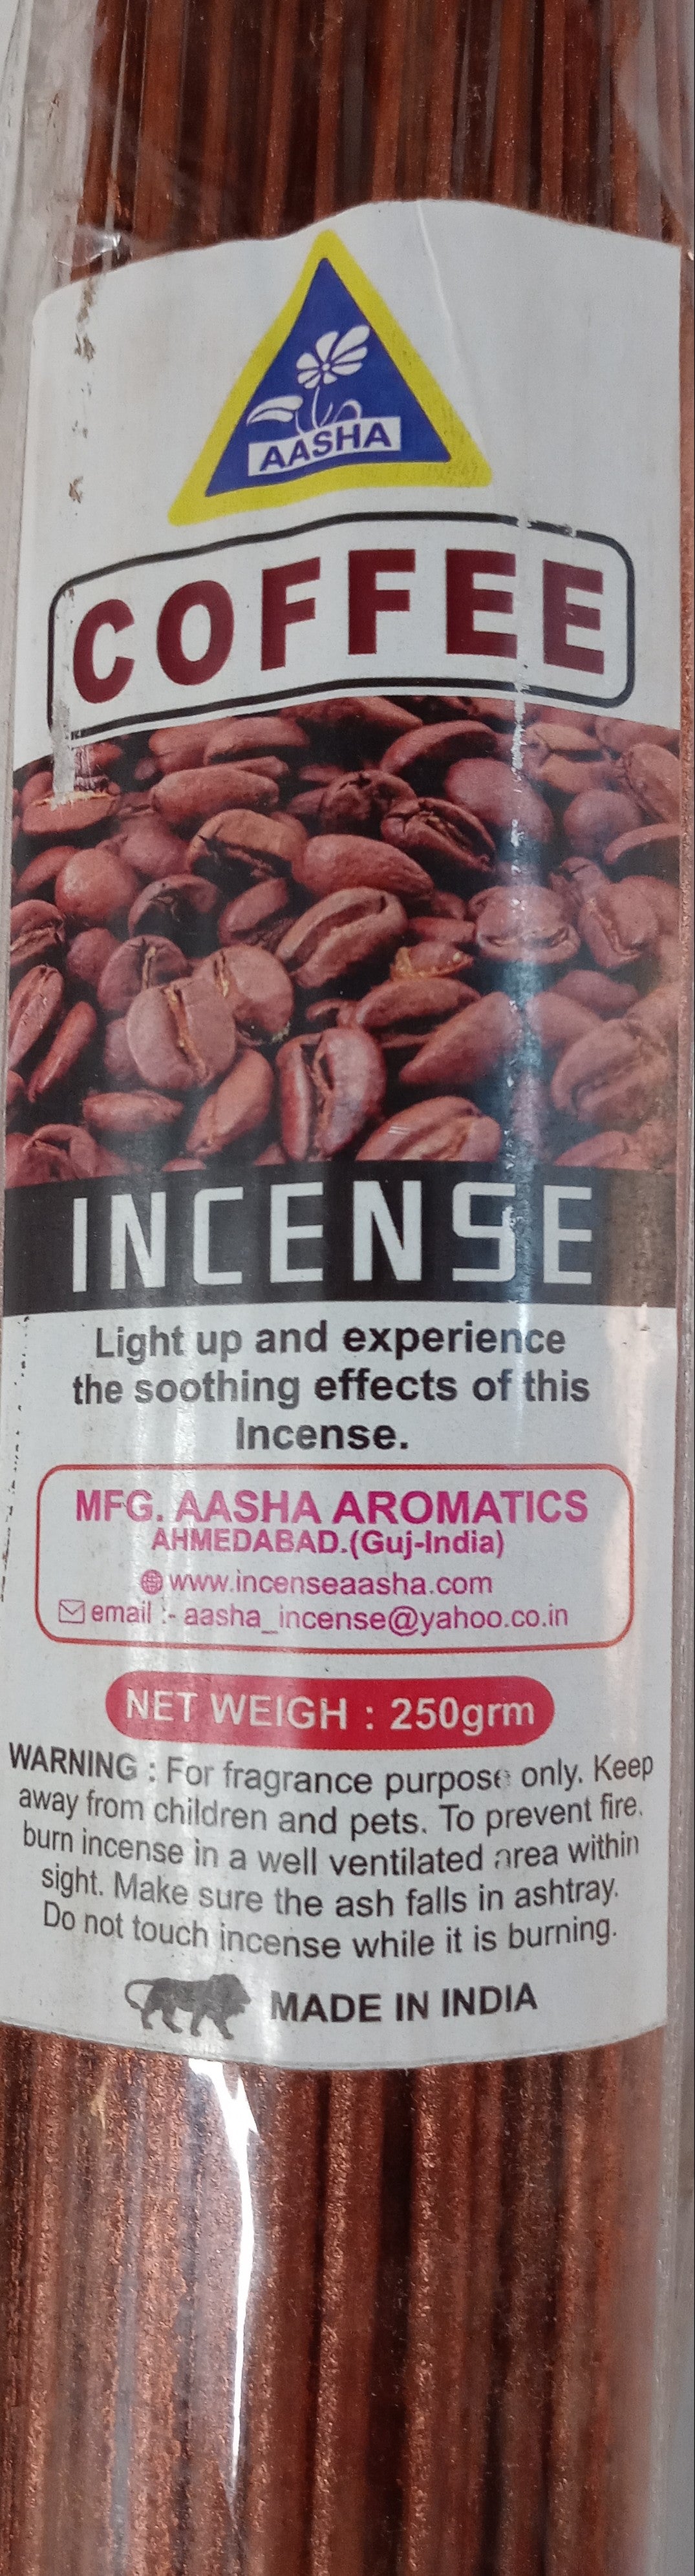 AASHA
COFFEE
INCENSE
Light up and experience
the soothing effects of this
Incense.
MFG. AASHA AROMATICS
AHMEDABAD.(Guj-India)
www.incenseaasha.com
email :- aasha_incense@yahoo.co.in
NET WEIGH : 250grm
WARNING : For fragrance purpose only. Keep
away from children and pets. To prevent fire,
burn incense in a well ventilated area within
sight. Make sure the ash falls in ashtray.
Do not touch incense while it is burning.
MADE IN INDIA